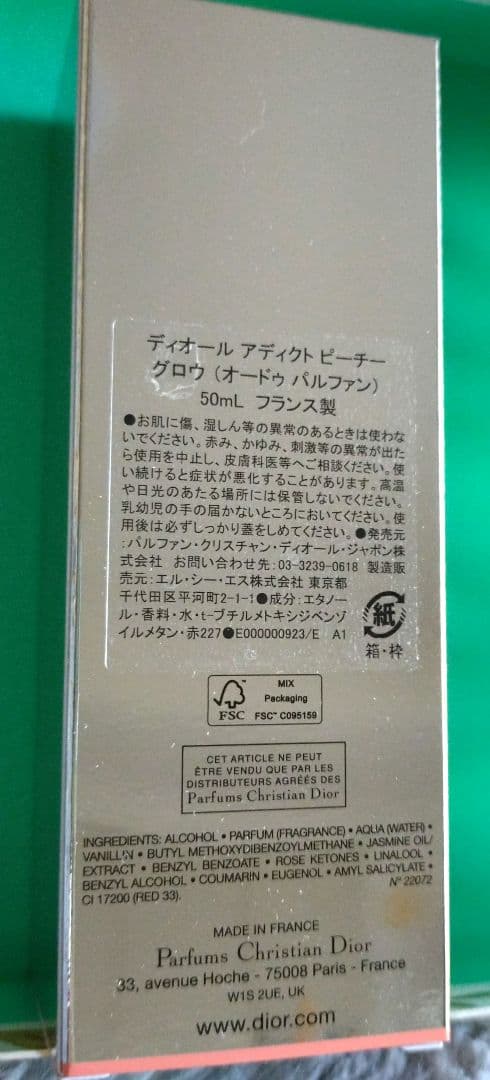 ディオール アディクト ピーチー
グロウ (オードゥ パルファン)
50mL フランス製
●お肌に傷、湿しん等の異常のあるときは使わな
いでください。赤み、かゆみ、刺激等の異常が出た
ら使用を中止し、皮膚科医等へご相談ください。使
い続けると症状が悪化することがあります。高温
や日光のあたる場所には保管しないでください。
乳幼児の手の届かないところにおいてください。使
用後は必ずしっかり蓋をしめてください。●発売元
:パルファン・クリスチャン・ディオール・ジャポン株
式会社 お問い合わせ先:03-3239-0618 製造販
売元:エル・シー・エス株式会社 東京都
千代田区平河町2-1-1●成分:エタノー
ル・香料・水・t-ブチルメトキシジベンゾ
イルメタン・赤227●E000000923/E A1
紙
箱・枠
FSC
MIX
Packaging
FSC™ C095159
CET ARTICLE NE PEUT
ÊTRE VENDU QUE PAR LES
DISTRIBUTEURS AGRÉÉS DES
Parfums Christian Dior
INGREDIENTS: ALCOHOL • PARFUM (FRAGRANCE) • AQUA (WATER) •
VANILLIN • BUTYL METHOXYDIBENZOYLMETHANE • JASMINE OIL/
EXTRACT • BENZYL BENZOATE • ROSE KETONES • LINALOOL •
BENZYL ALCOHOL • COUMARIN • EUGENOL • AMYL SALICYLATE •
CI 17200 (RED 33). N° 22072
MADE IN FRANCE
Parfums Christian Dior
33, avenue Hoche - 75008 Paris - France
W1S 2UE, UK
www.dior.com